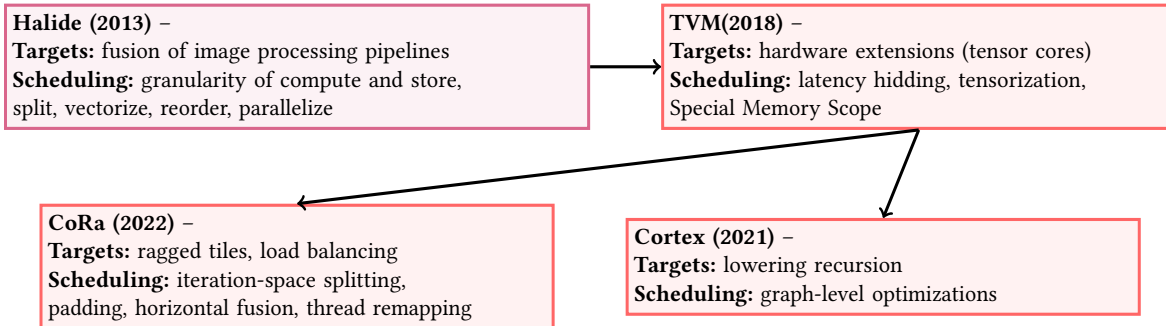 Halide (2013) –
Targets: fusion of image processing pipelines
Scheduling: granularity of compute and store,
split, vectorize, reorder, parallelize
TVM(2018) –
Targets: hardware extensions (tensor cores)
Scheduling: latency hidding, tensorization,
Special Memory Scope
CoRa (2022) –
Targets: ragged tiles, load balancing
Scheduling: iteration-space splitting,
padding, horizontal fusion, thread remapping
Cortex (2021) –
Targets: lowering recursion
Scheduling: graph-level optimizations